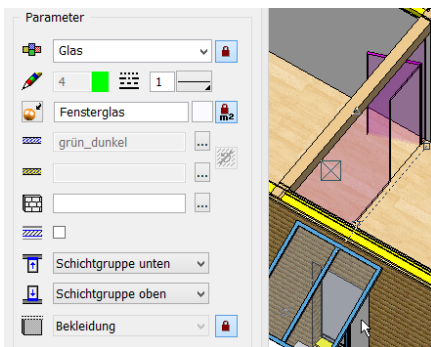 Parameter
Glas
4 1
Fensterglas m2
grün_dunkel ...
...
...
Schichtgruppe unten
Schichtgruppe oben
Bekleidung